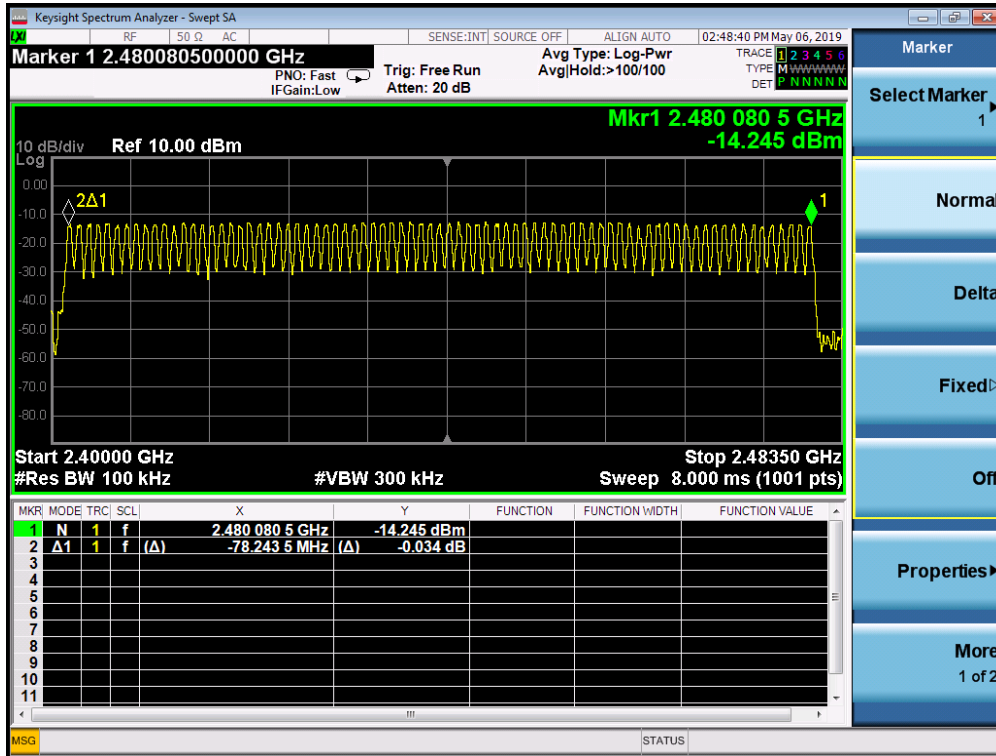 Keysight Spectrum Analyzer - Swept SA
LXI RF 50 Ω AC SENSE:INT SOURCE OFF ALIGN AUTO 02:48:40 PM May 06, 2019
Marker 1 2.480080500000 GHz
PNO: Fast
IFGain:Low
Trig: Free Run
Atten: 20 dB
Avg Type: Log-Pwr
Avg|Hold:>100/100
TRACE 1 2 3 4 5 6
TYPE M WWWWW
DET P N N N N N
Mkr1 2.480 080 5 GHz
-14.245 dBm
10 dB/div Ref 10.00 dBm
Log
0.00
-10.0
-20.0
-30.0
-40.0
-50.0
-60.0
-70.0
-80.0
2Δ1
1
Start 2.40000 GHz Stop 2.48350 GHz
#Res BW 100 kHz #VBW 300 kHz Sweep 8.000 ms (1001 pts)
MKR MODE TRC SCL X Y FUNCTION FUNCTION WIDTH FUNCTION VALUE
1 N 1 f 2.480 080 5 GHz -14.245 dBm
2 Δ1 1 f (Δ) -78.243 5 MHz (Δ) -0.034 dB
3
4
5
6
7
8
9
10
11
MSG STATUS
Marker
Select Marker
1
Normal
Delta
Fixed
Off
Properties
More
1 of 2